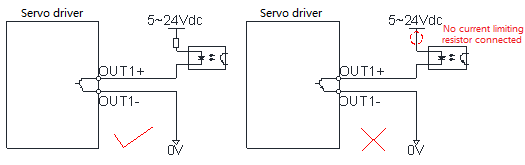 Servo driver
5~24Vdc
OUT1+
OUT1-
0V
Servo driver
5~24Vdc
No current limiting
resistor connected
OUT1+
OUT1-
0V